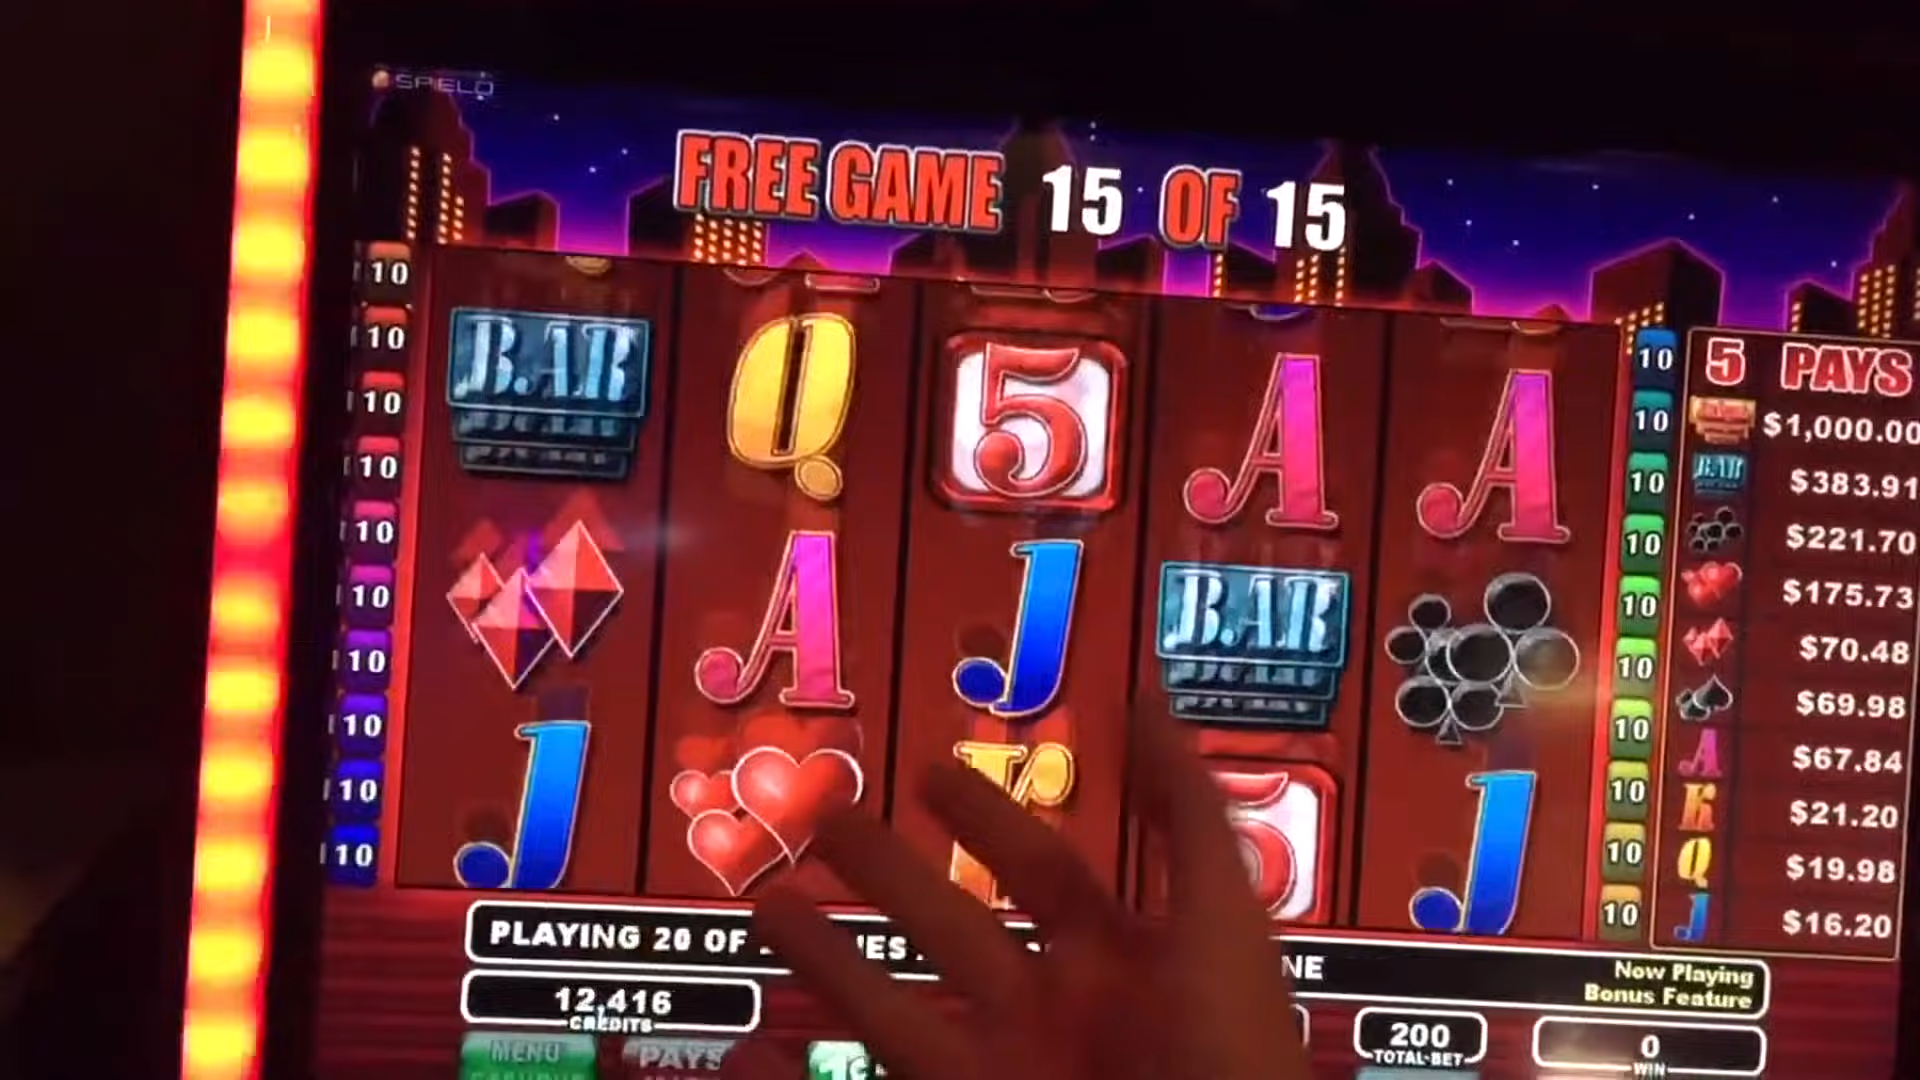 SPIELO
FREE GAME 15 OF 15
10
10
10
10
10
10
10
10
10
10
BAR
Q
5
A
A
A
J
BAR
J
K
5
J
10
10
10
10
10
10
10
10
10
10
5 PAYS
$1,000.00
BAR $383.91
$221.70
$175.73
$70.48
$69.98
A $67.84
K $21.20
Q $19.98
J $16.20
PLAYING 20 OF
Now Playing
Bonus Feature
12,416
CREDITS
200
TOTAL BET
0
WIN
MENU
PAYS
1¢